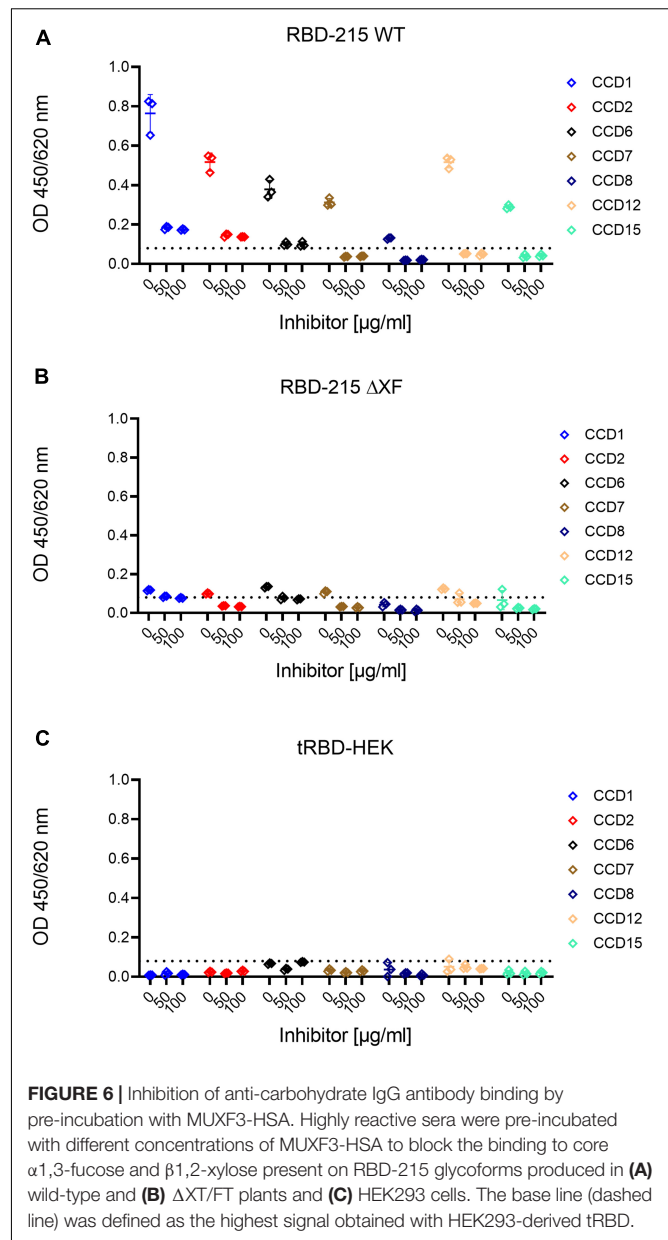 A
RBD-215 WT
1.0
0.8
0.6
0.4
0.2
0.0
OD 450/620 nm
0 50 100 0 50 100 0 50 100 0 50 100 0 50 100 0 50 100 0 50 100
Inhibitor [µg/ml]
CCD1
CCD2
CCD6
CCD7
CCD8
CCD12
CCD15
B
RBD-215 ΔXF
1.0
0.8
0.6
0.4
0.2
0.0
OD 450/620 nm
0 50 100 0 50 100 0 50 100 0 50 100 0 50 100 0 50 100 0 50 100
Inhibitor [µg/ml]
CCD1
CCD2
CCD6
CCD7
CCD8
CCD12
CCD15
C
tRBD-HEK
1.0
0.8
0.6
0.4
0.2
0.0
OD 450/620 nm
0 50 100 0 50 100 0 50 100 0 50 100 0 50 100 0 50 100 0 50 100
Inhibitor [µg/ml]
CCD1
CCD2
CCD6
CCD7
CCD8
CCD12
CCD15
FIGURE 6 | Inhibition of anti-carbohydrate IgG antibody binding by
pre-incubation with MUXF3-HSA. Highly reactive sera were pre-incubated
with different concentrations of MUXF3-HSA to block the binding to core
α1,3-fucose and β1,2-xylose present on RBD-215 glycoforms produced in (A)
wild-type and (B) ΔXT/FT plants and (C) HEK293 cells. The base line (dashed
line) was defined as the highest signal obtained with HEK293-derived tRBD.